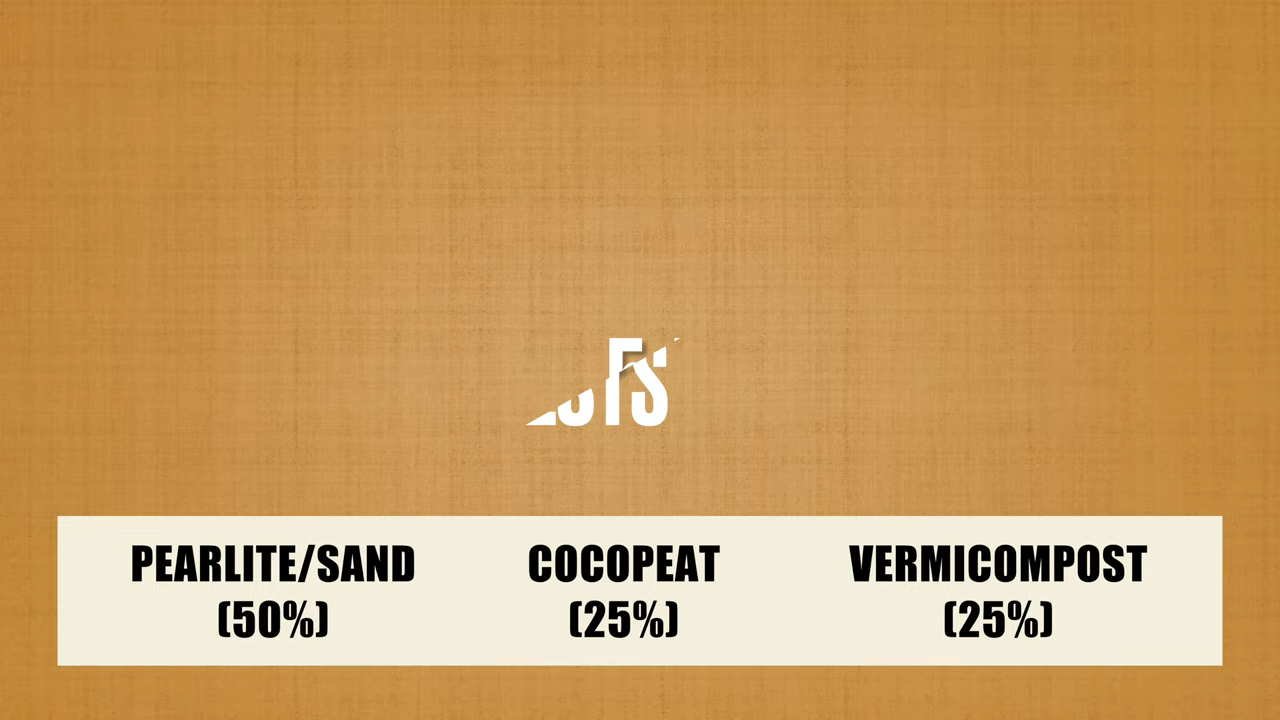 PEARLITE/SAND
(50%)
COCOPEAT
(25%)
VERMICOMPOST
(25%)